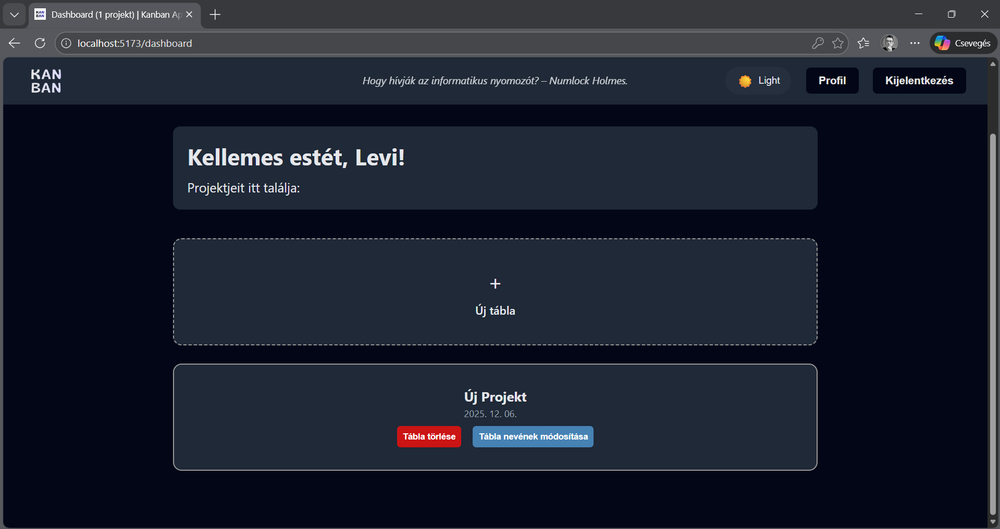 KAN BAN
Dashboard (1 projekt) | Kanban Ap
localhost:5173/dashboard
Csevegés
KAN
BAN
Hogy hívják az informatikus nyomozót? – Numlock Holmes.
Light
Profil
Kijelentkezés
Kellemes estét, Levi!
Projektjeit itt találja:
+
Új tábla
Új Projekt
2025. 12. 06.
Tábla törlése
Tábla nevének módosítása